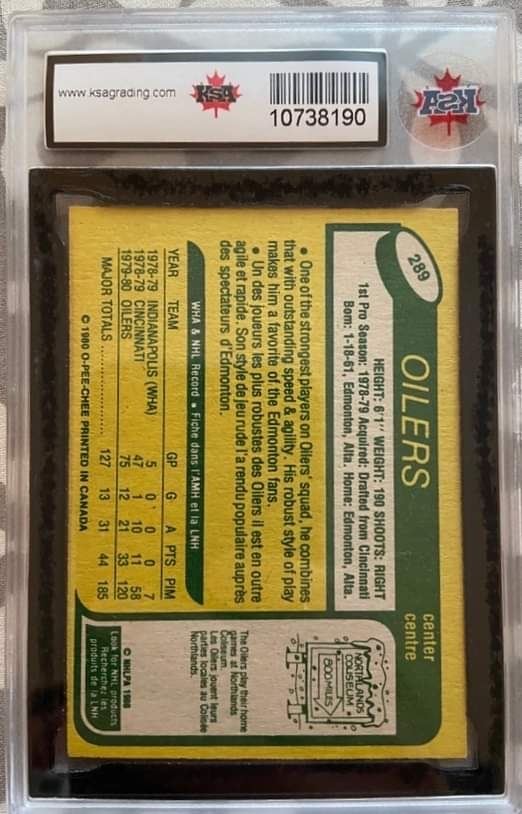 www.ksagrading.com
KSA
10738190
KSA
289
OILERS
center
centre
HEIGHT: 6'1" WEIGHT: 190 SHOOTS: RIGHT
1st Pro Season: 1978-79 Acquired: Drafted from Cincinnati
Born: 1-18-61, Edmonton, Alta. Home: Edmonton, Alta.
• One of the strongest players on Oilers' squad, he combines
that with outstanding speed & agility. His robust style of play
makes him a favorite of the Edmonton fans.
• Un des joueurs les plus robustes des Oilers il est en outre
agile et rapide. Son style de jeu rude l'a rendu populaire auprès
des spectateurs d'Edmonton.
WHA & NHL Record • Fiche dans l'AMH et la LNH
YEAR TEAM GP G A PTS PIM
1978-79 INDIANAPOLIS (WHA) 5 0 0 0 7
1978-79 CINCINNATI 47 1 10 11 58
1979-80 OILERS 75 12 21 33 120
MAJOR TOTALS 127 13 31 44 185
© 1980 O-PEE-CHEE PRINTED IN CANADA
NORTHLANDS
COLISEUM
800 MILES
The Oilers play their home
games at Northlands
Coliseum.
Les Oilers jouent leurs
parties locales au Colisée
Northlands.
© NHLPA 1980
Look for NHL products
Recherchez les
produits de la LNH